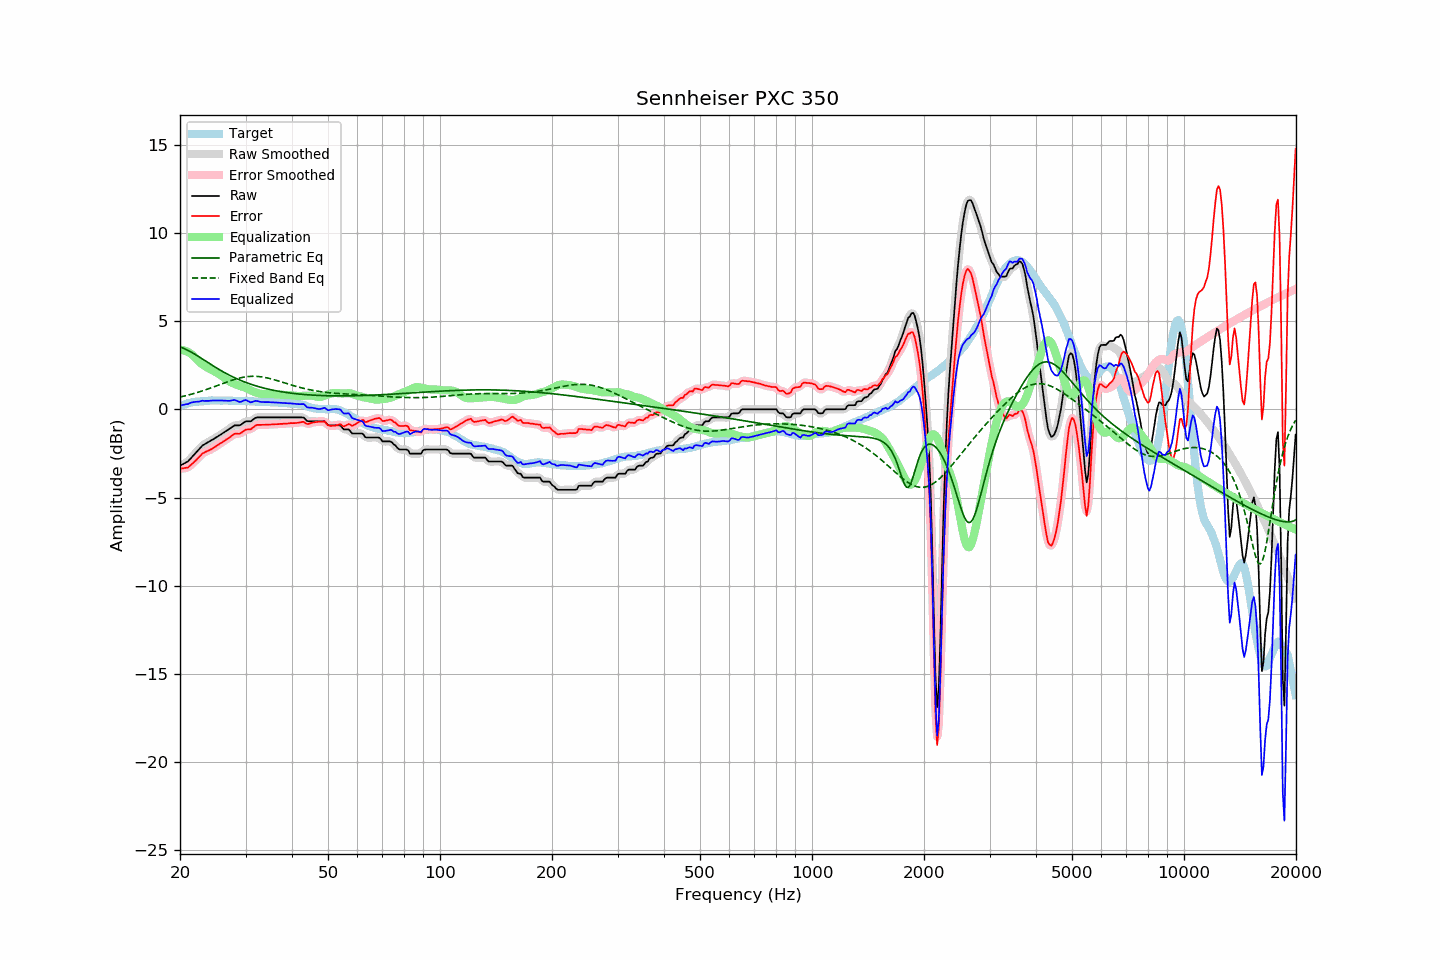 Sennheiser PXC 350
Target
Raw Smoothed
Error Smoothed
Raw
Error
Equalization
Parametric Eq
Fixed Band Eq
Equalized
15
10
5
0
−5
−10
−15
−20
−25
Amplitude (dBr)
20 50 100 200 500 1000 2000 5000 10000 20000
Frequency (Hz)